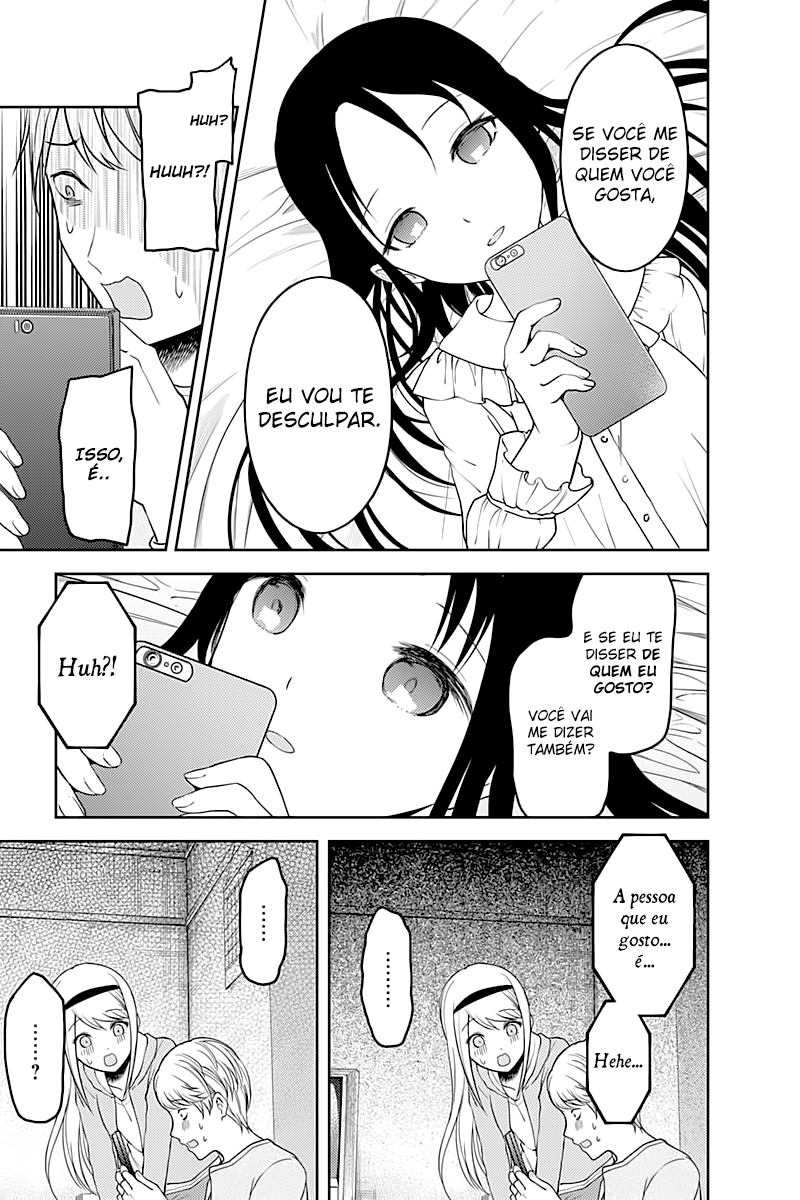 SE VOCÊ ME
DISSER DE
QUEM VOCÊ
GOSTA,
EU VOU TE
DESCULPAR.
HUH?
HUUH?!
ISSO,
É..
E SE EU TE
DISSER DE
QUEM EU
GOSTO?
VOCÊ VAI
ME DIZER
TAMBÉM?
Huh?!
A pessoa
que eu
gosto...
é...
Hehe...
........
........
........?